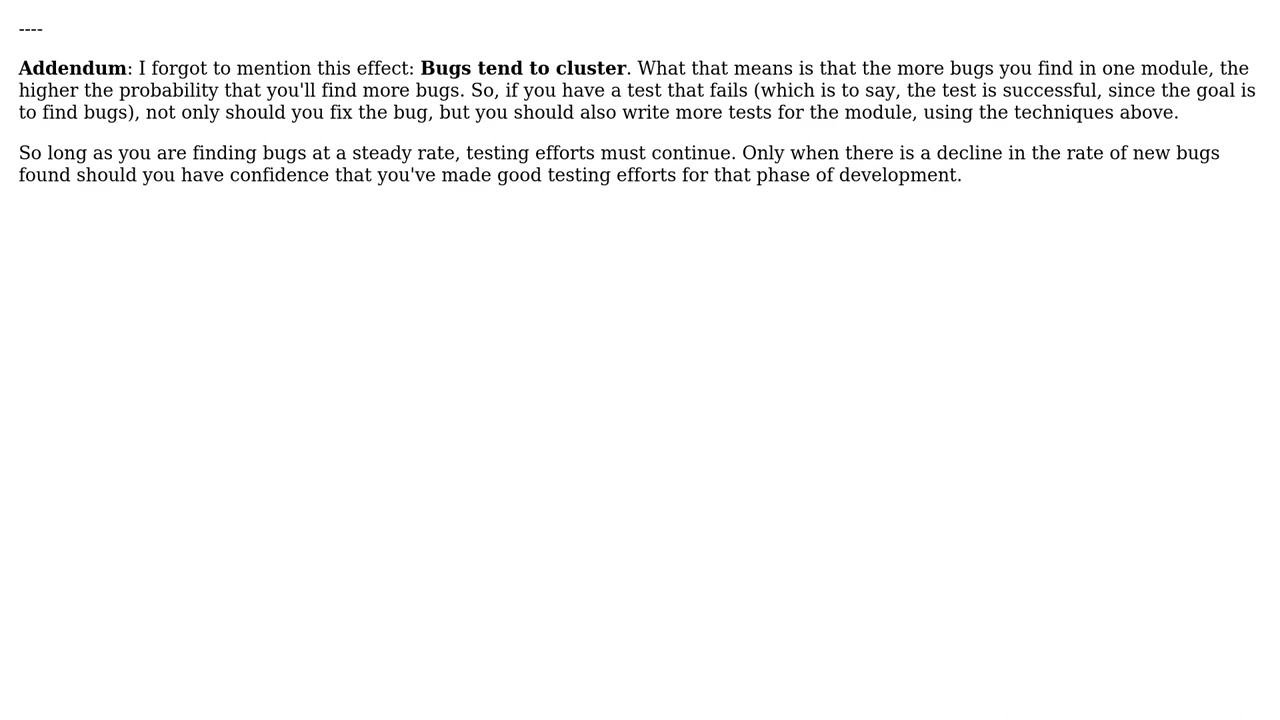 ----
Addendum: I forgot to mention this effect: Bugs tend to cluster. What that means is that the more bugs you find in one module, the
higher the probability that you'll find more bugs. So, if you have a test that fails (which is to say, the test is successful, since the goal is
to find bugs), not only should you fix the bug, but you should also write more tests for the module, using the techniques above.
So long as you are finding bugs at a steady rate, testing efforts must continue. Only when there is a decline in the rate of new bugs
found should you have confidence that you've made good testing efforts for that phase of development.